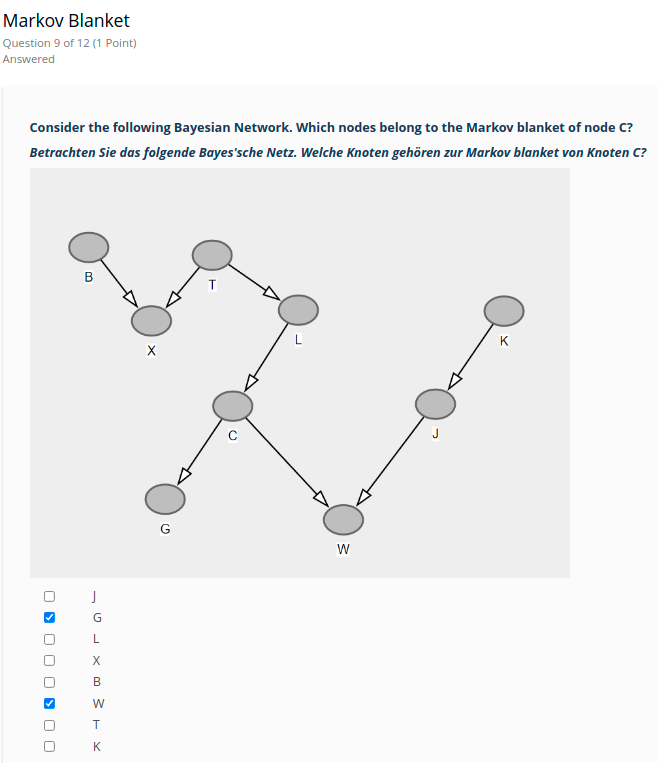 Markov Blanket
Question 9 of 12 (1 Point)
Answered
Consider the following Bayesian Network. Which nodes belong to the Markov blanket of node C?
Betrachten Sie das folgende Bayes'sche Netz. Welche Knoten gehören zur Markov blanket von Knoten C?
B
T
X
L
K
C
J
G
W
J
G
L
X
B
W
T
K